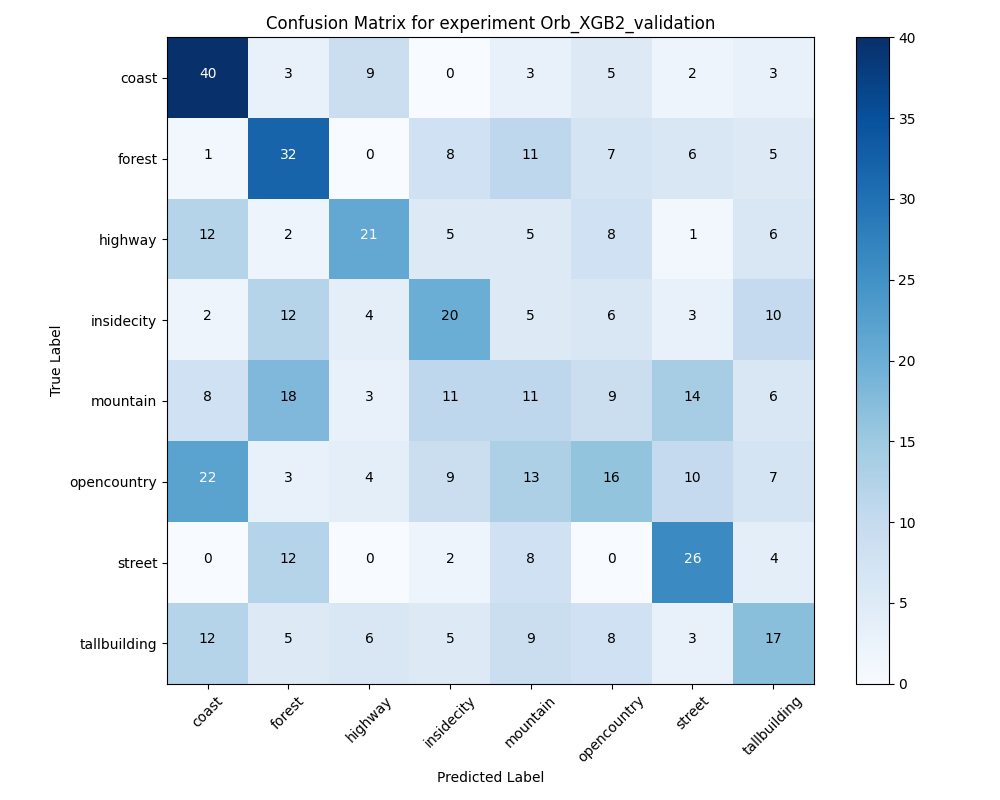 Confusion Matrix for experiment Orb_XGB2_validation
coast 40 3 9 0 3 5 2 3
forest 1 32 0 8 11 7 6 5
highway 12 2 21 5 5 8 1 6
insidecity 2 12 4 20 5 6 3 10
mountain 8 18 3 11 11 9 14 6
opencountry 22 3 4 9 13 16 10 7
street 0 12 0 2 8 0 26 4
tallbuilding 12 5 6 5 9 8 3 17
coast forest highway insidecity mountain opencountry street tallbuilding
Predicted Label
True Label
40
35
30
25
20
15
10
5
0